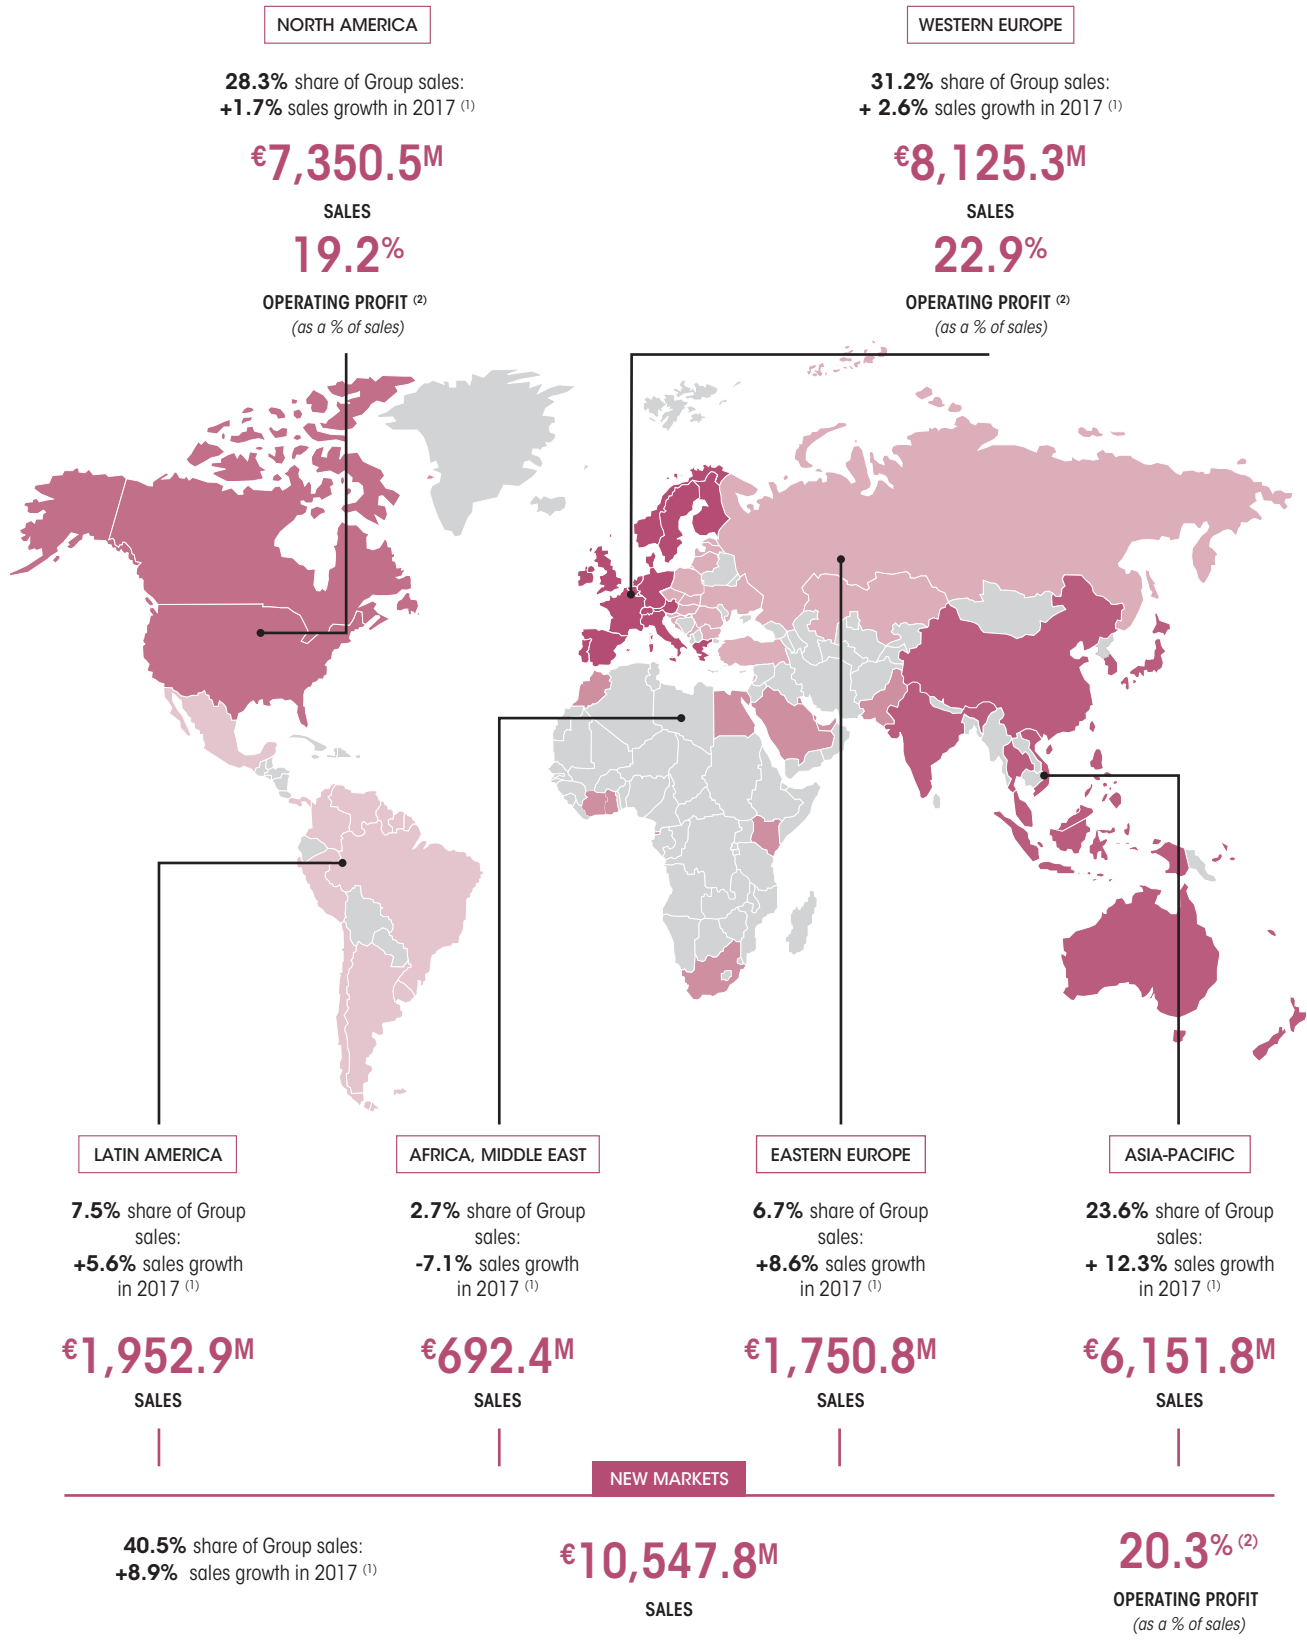 NORTH AMERICA
28.3% share of Group sales:
+1.7% sales growth in 2017 (1)
€7,350.5M
SALES
19.2%
OPERATING PROFIT (2)
(as a % of sales)
WESTERN EUROPE
31.2% share of Group sales:
+ 2.6% sales growth in 2017 (1)
€8,125.3M
SALES
22.9%
OPERATING PROFIT (2)
(as a % of sales)
LATIN AMERICA
7.5% share of Group
sales:
+5.6% sales growth
in 2017 (1)
€1,952.9M
SALES
AFRICA, MIDDLE EAST
2.7% share of Group
sales:
-7.1% sales growth
in 2017 (1)
€692.4M
SALES
EASTERN EUROPE
6.7% share of Group
sales:
+8.6% sales growth
in 2017 (1)
€1,750.8M
SALES
ASIA-PACIFIC
23.6% share of Group
sales:
+ 12.3% sales growth
in 2017 (1)
€6,151.8M
SALES
NEW MARKETS
40.5% share of Group sales:
+8.9% sales growth in 2017 (1)
€10,547.8M
SALES
20.3% (2)
OPERATING PROFIT
(as a % of sales)